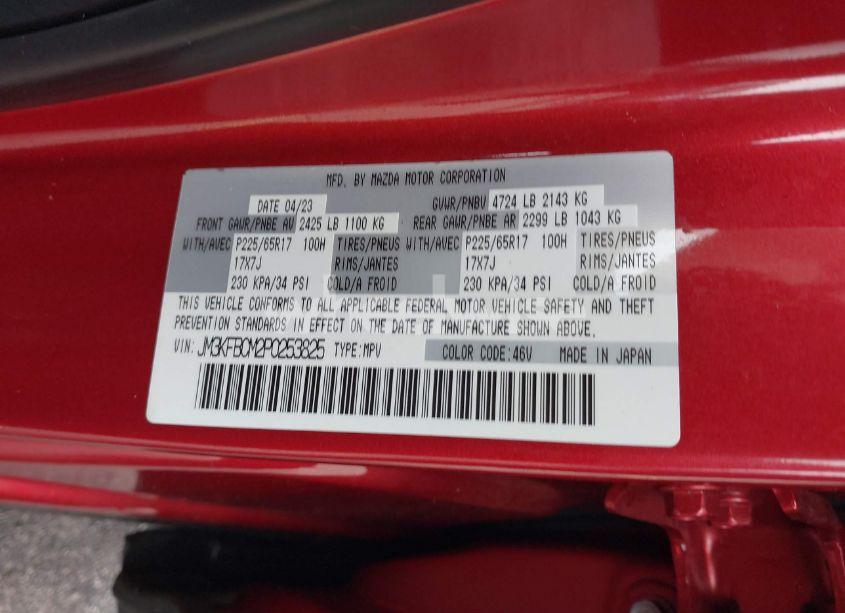 MFD. BY MAZDA MOTOR CORPORATION
DATE 04/23 GVWR/PNBV 4724 LB 2143 KG
FRONT GAWR/PNBE AV 2425 LB 1100 KG REAR GAWR/PNBE AR 2299 LB 1043 KG
WITH/AVEC P225/65R17 100H TIRES/PNEUS WITH/AVEC P225/65R17 100H TIRES/PNEUS
17X7J RIMS/JANTES 17X7J RIMS/JANTES
230 KPA/34 PSI COLD/A FROID 230 KPA/34 PSI COLD/A FROID
THIS VEHICLE CONFORMS TO ALL APPLICABLE FEDERAL MOTOR VEHICLE SAFETY AND THEFT
PREVENTION STANDARDS IN EFFECT ON THE DATE OF MANUFACTURE SHOWN ABOVE.
VIN: JM3KFBCM2P0253825 TYPE:MPV COLOR CODE:46V MADE IN JAPAN